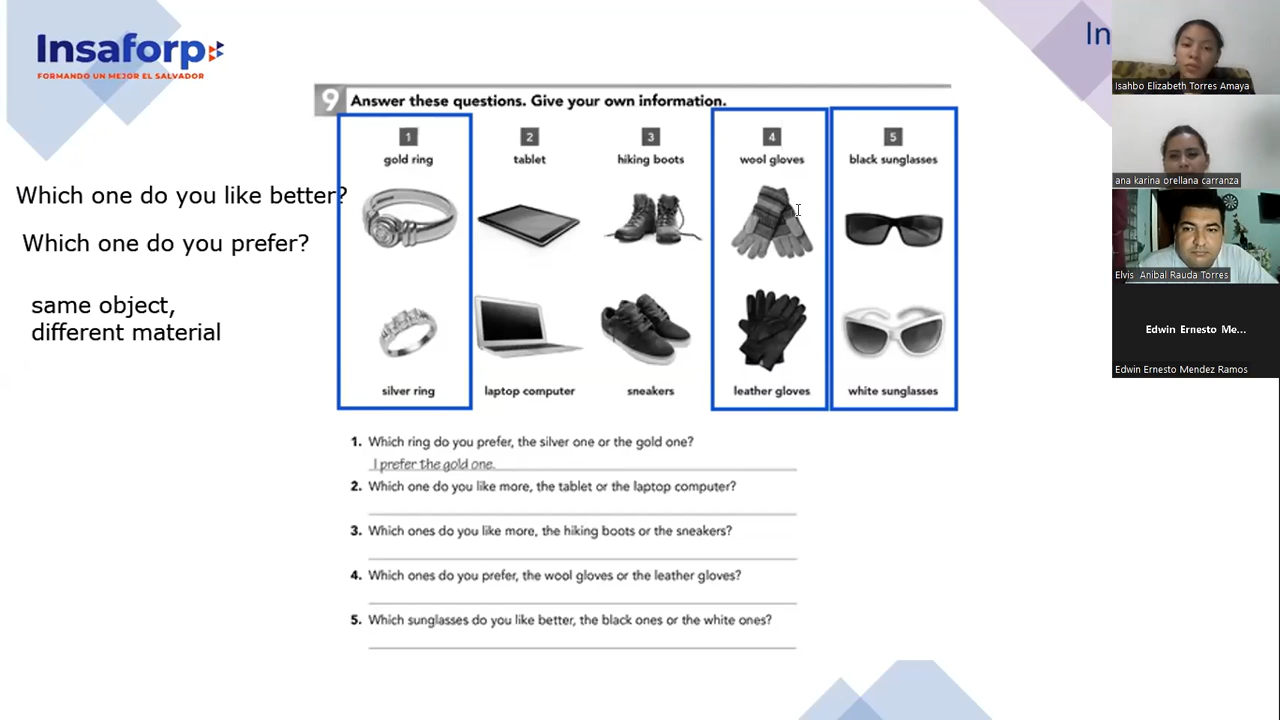 Insaforp
FORMANDO UN MEJOR EL SALVADOR
In
9 Answer these questions. Give your own information.
1 2 3 4 5
gold ring tablet hiking boots wool gloves black sunglasses
silver ring laptop computer sneakers leather gloves white sunglasses
Which one do you like better?
Which one do you prefer?
same object,
different material
1. Which ring do you prefer, the silver one or the gold one?
I prefer the gold one.
2. Which one do you like more, the tablet or the laptop computer?
3. Which ones do you like more, the hiking boots or the sneakers?
4. Which ones do you prefer, the wool gloves or the leather gloves?
5. Which sunglasses do you like better, the black ones or the white ones?
Isahbo Elizabeth Torres Amaya
ana karina orellana carranza
Elvis Anibal Rauda Torres
Edwin Ernesto Me...
Edwin Ernesto Mendez Ramos